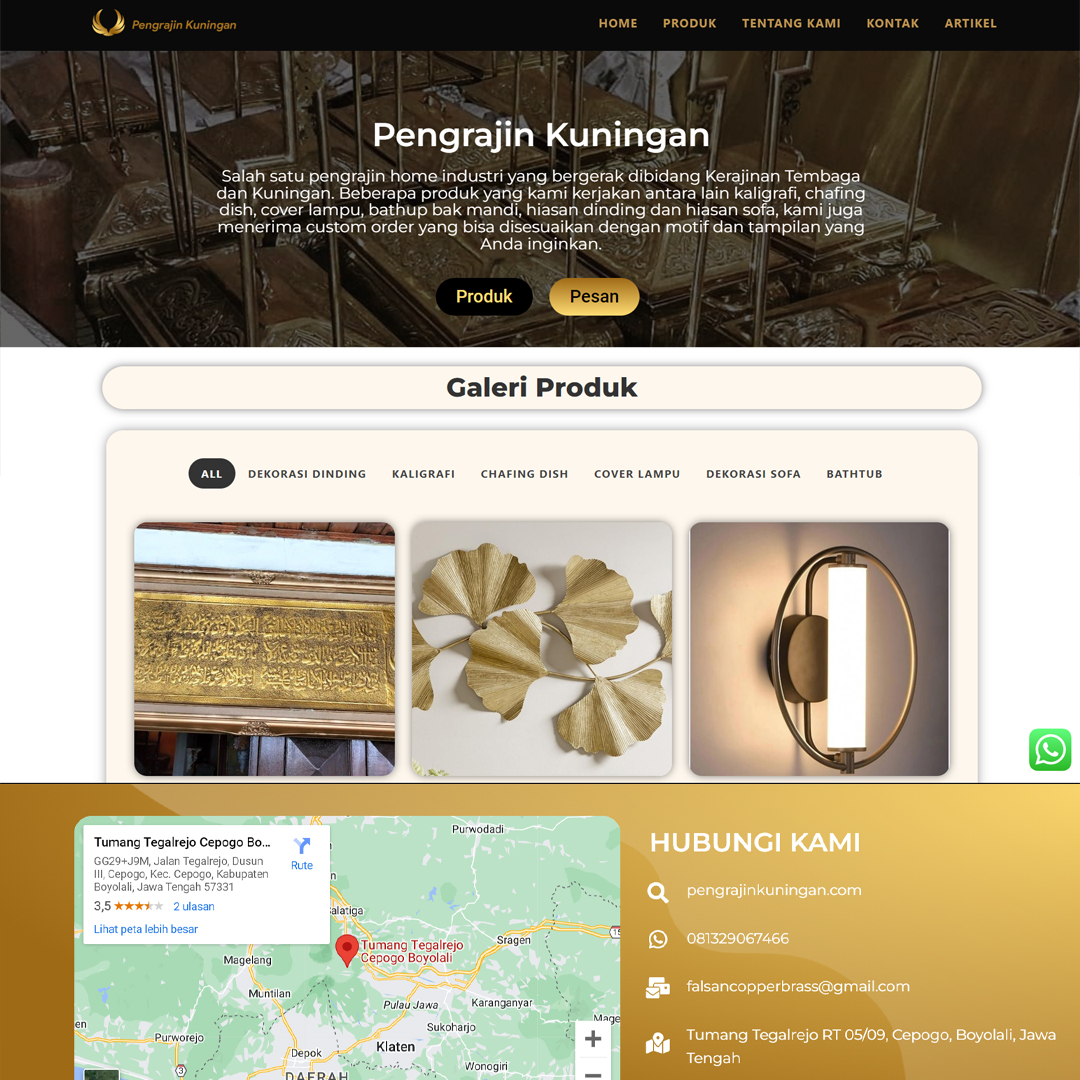 Pengrajin Kuningan
HOME PRODUK TENTANG KAMI KONTAK ARTIKEL
Pengrajin Kuningan
Salah satu pengrajin home industri yang bergerak dibidang Kerajinan Tembaga
dan Kuningan. Beberapa produk yang kami kerjakan antara lain kaligrafi, chafing
dish, cover lampu, bathup bak mandi, hiasan dinding dan hiasan sofa, kami juga
menerima custom order yang bisa disesuaikan dengan motif dan tampilan yang
Anda inginkan.
Produk Pesan
Galeri Produk
ALL DEKORASI DINDING KALIGRAFI CHAFING DISH COVER LAMPU DEKORASI SOFA BATHTUB
Tumang Tegalrejo Cepogo Bo...
GG29+J9M, Jalan Tegalrejo, Dusun
III, Cepogo, Kec. Cepogo, Kabupaten
Boyolali, Jawa Tengah 57331
3,5 2 ulasan
Lihat peta lebih besar
Rute
Purwodadi
Salatiga
Tumang Tegalrejo
Cepogo Boyolali
Sragen
15
Magelang
Muntilan
Pulau Jawa
Karanganyar
Mage
Sukoharjo
Purworejo
Depok
Klaten
Wonogiri
3
DAERAH
HUBUNGI KAMI
pengrajinkuningan.com
081329067466
falsancopperbrass@gmail.com
Tumang Tegalrejo RT 05/09, Cepogo, Boyolali, Jawa
Tengah